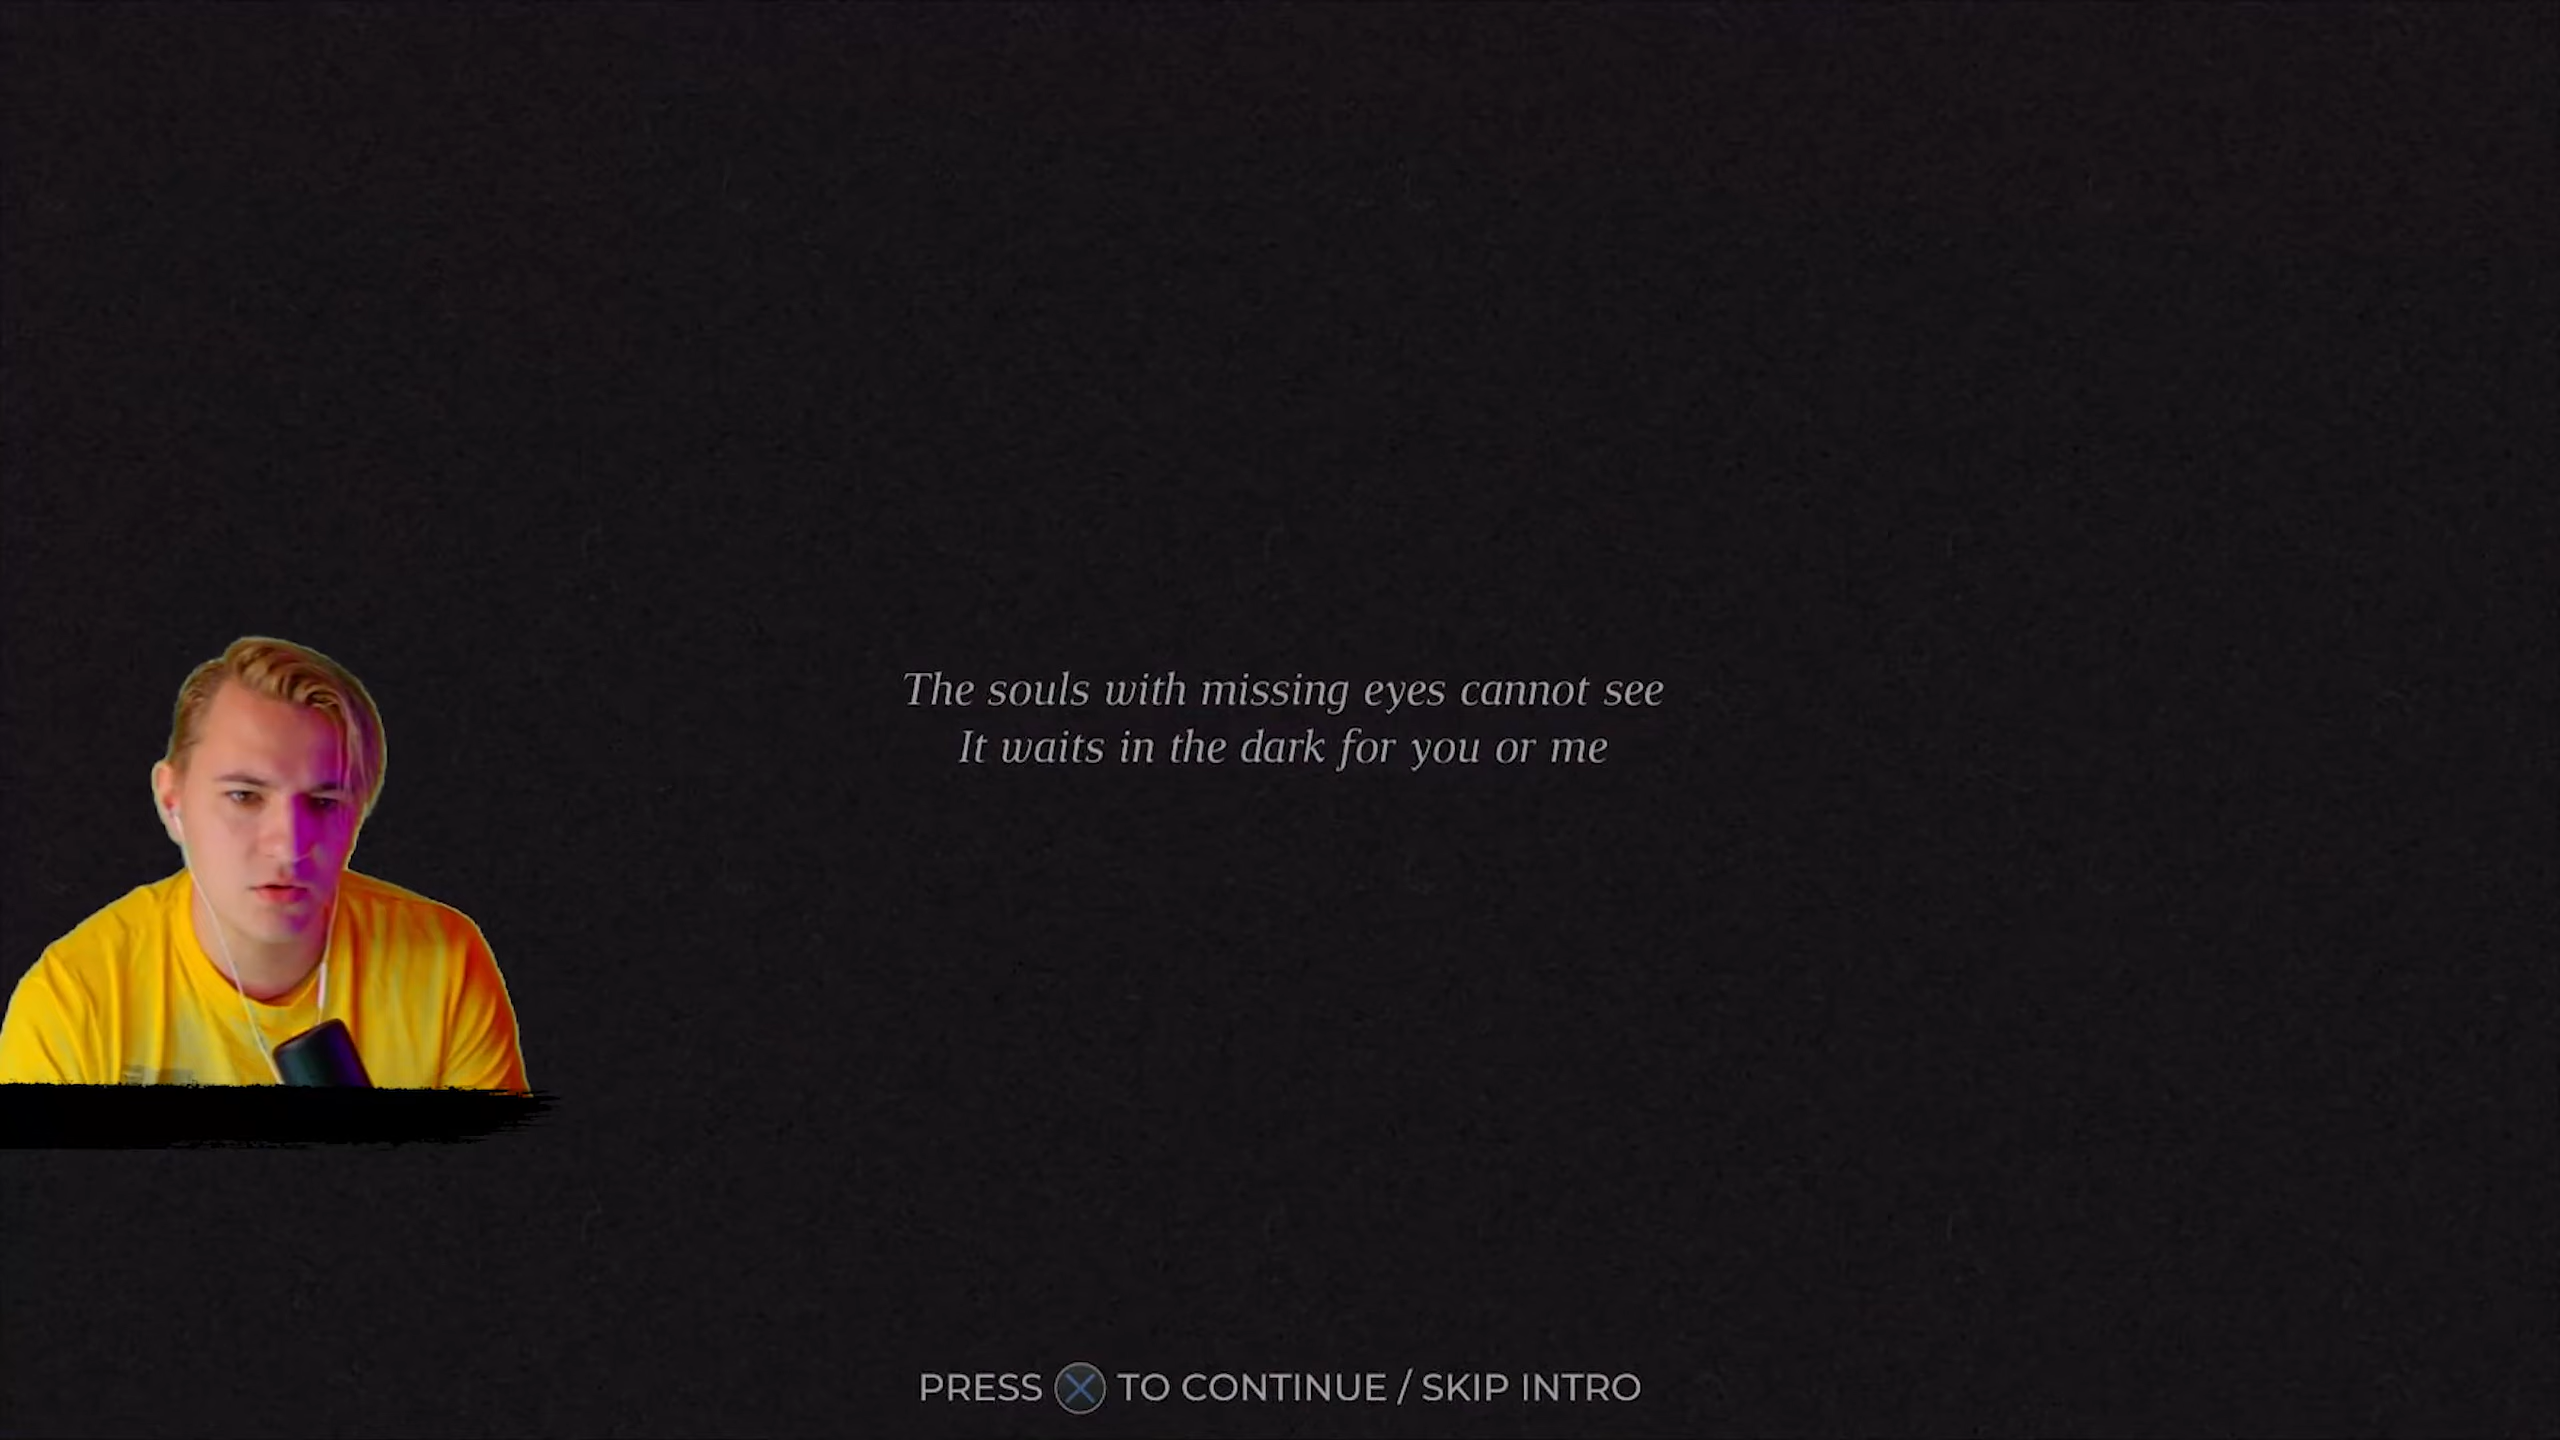 The souls with missing eyes cannot see
It waits in the dark for you or me
PRESS TO CONTINUE / SKIP INTRO